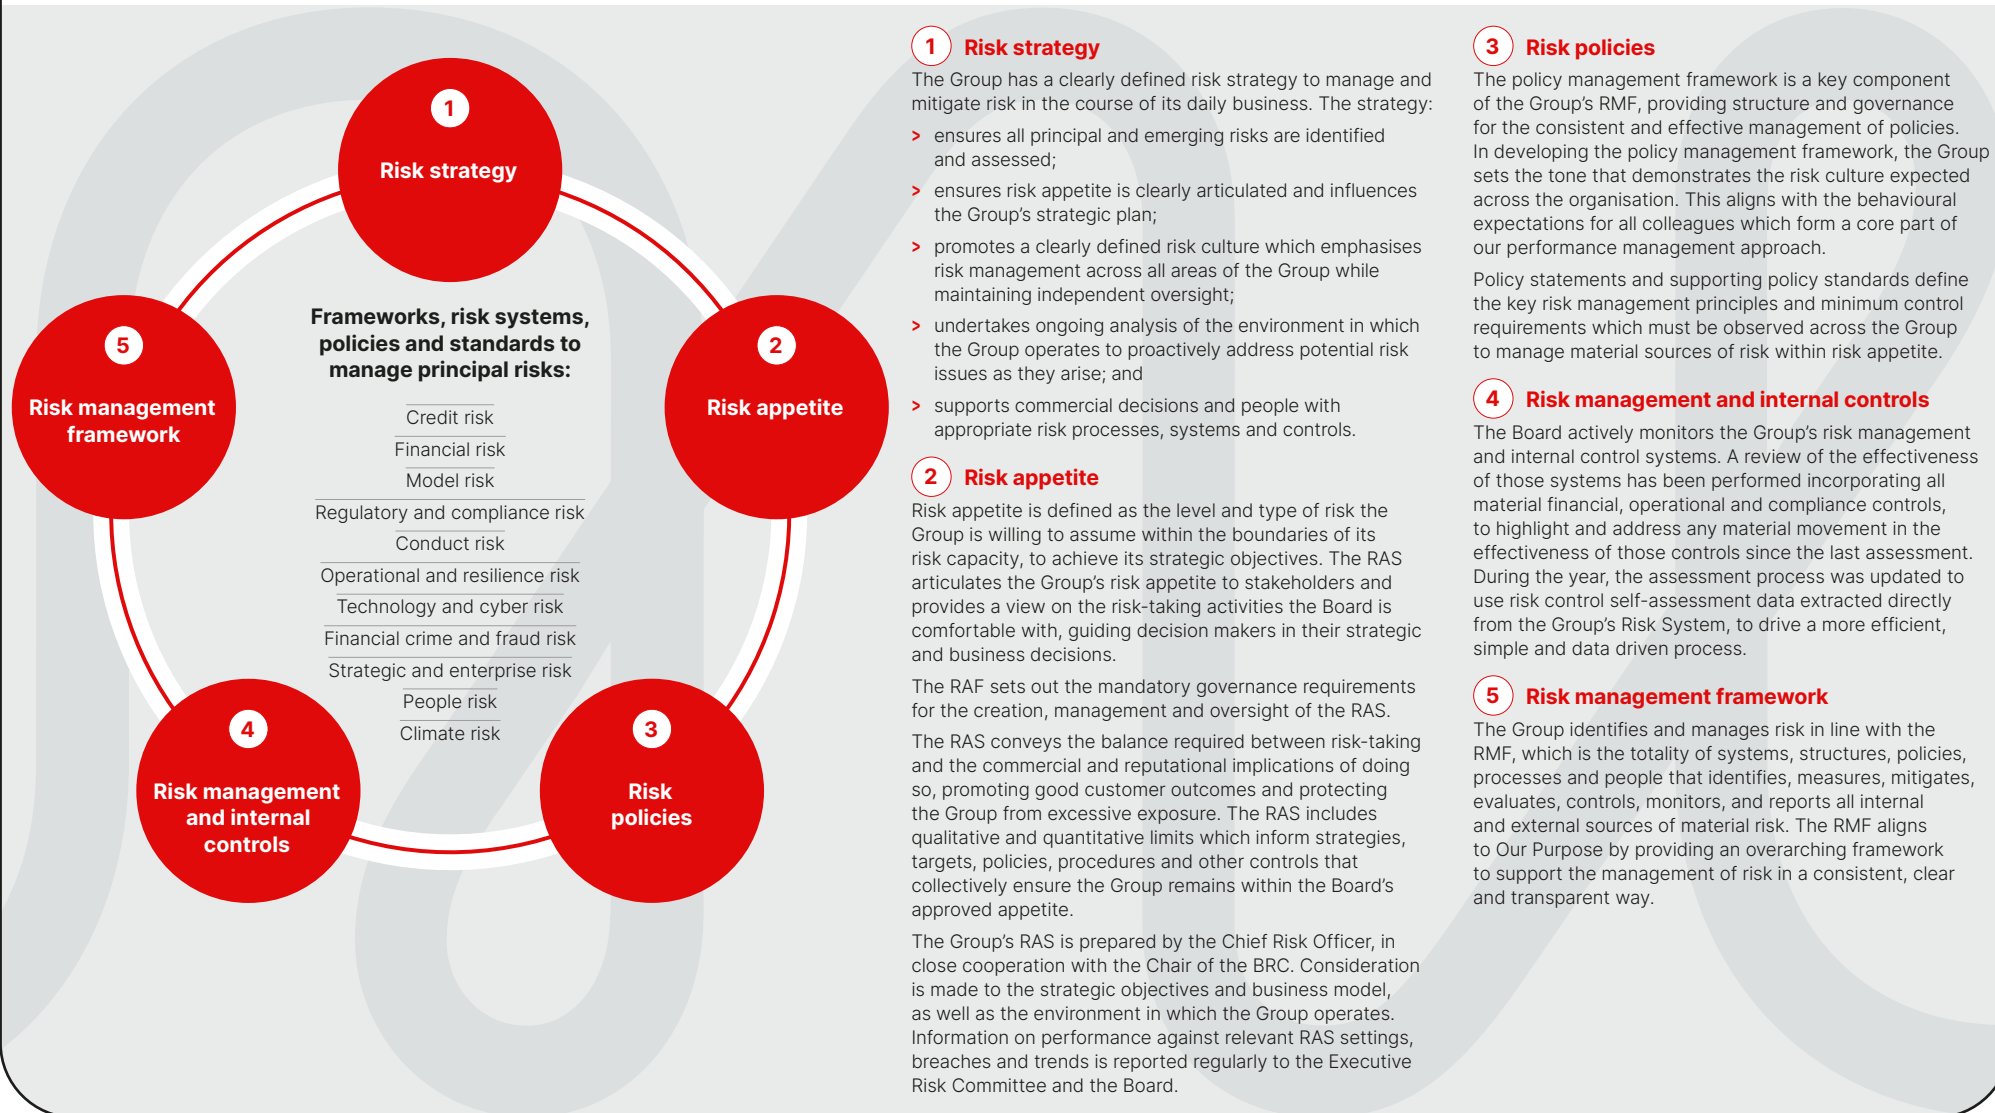 1
Risk strategy
2
Risk appetite
3
Risk
policies
4
Risk management
and internal
controls
5
Risk management
framework
Frameworks, risk systems,
policies and standards to
manage principal risks:
Credit risk
Financial risk
Model risk
Regulatory and compliance risk
Conduct risk
Operational and resilience risk
Technology and cyber risk
Financial crime and fraud risk
Strategic and enterprise risk
People risk
Climate risk
1 Risk strategy
The Group has a clearly defined risk strategy to manage and
mitigate risk in the course of its daily business. The strategy:
> ensures all principal and emerging risks are identified
and assessed;
> ensures risk appetite is clearly articulated and influences
the Group’s strategic plan;
> promotes a clearly defined risk culture which emphasises
risk management across all areas of the Group while
maintaining independent oversight;
> undertakes ongoing analysis of the environment in which
the Group operates to proactively address potential risk
issues as they arise; and
> supports commercial decisions and people with
appropriate risk processes, systems and controls.
2 Risk appetite
Risk appetite is defined as the level and type of risk the
Group is willing to assume within the boundaries of its
risk capacity, to achieve its strategic objectives. The RAS
articulates the Group’s risk appetite to stakeholders and
provides a view on the risk-taking activities the Board is
comfortable with, guiding decision makers in their strategic
and business decisions.
The RAF sets out the mandatory governance requirements
for the creation, management and oversight of the RAS.
The RAS conveys the balance required between risk-taking
and the commercial and reputational implications of doing
so, promoting good customer outcomes and protecting
the Group from excessive exposure. The RAS includes
qualitative and quantitative limits which inform strategies,
targets, policies, procedures and other controls that
collectively ensure the Group remains within the Board’s
approved appetite.
The Group’s RAS is prepared by the Chief Risk Officer, in
close cooperation with the Chair of the BRC. Consideration
is made to the strategic objectives and business model,
as well as the environment in which the Group operates.
Information on performance against relevant RAS settings,
breaches and trends is reported regularly to the Executive
Risk Committee and the Board.
3 Risk policies
The policy management framework is a key component
of the Group’s RMF, providing structure and governance
for the consistent and effective management of policies.
In developing the policy management framework, the Group
sets the tone that demonstrates the risk culture expected
across the organisation. This aligns with the behavioural
expectations for all colleagues which form a core part of
our performance management approach.
Policy statements and supporting policy standards define
the key risk management principles and minimum control
requirements which must be observed across the Group
to manage material sources of risk within risk appetite.
4 Risk management and internal controls
The Board actively monitors the Group’s risk management
and internal control systems. A review of the effectiveness
of those systems has been performed incorporating all
material financial, operational and compliance controls,
to highlight and address any material movement in the
effectiveness of those controls since the last assessment.
During the year, the assessment process was updated to
use risk control self-assessment data extracted directly
from the Group’s Risk System, to drive a more efficient,
simple and data driven process.
5 Risk management framework
The Group identifies and manages risk in line with the
RMF, which is the totality of systems, structures, policies,
processes and people that identifies, measures, mitigates,
evaluates, controls, monitors, and reports all internal
and external sources of material risk. The RMF aligns
to Our Purpose by providing an overarching framework
to support the management of risk in a consistent, clear
and transparent way.